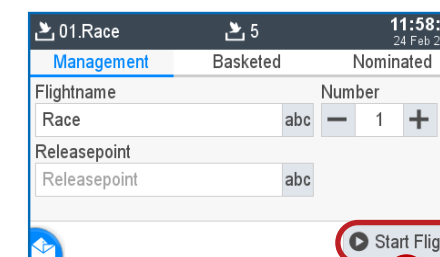 01.Race 5 11:58:
24 Feb 2
Management Basketed Nominated
Flightname Number
Race abc 1
Releasepoint
Releasepoint abc
Start Flig